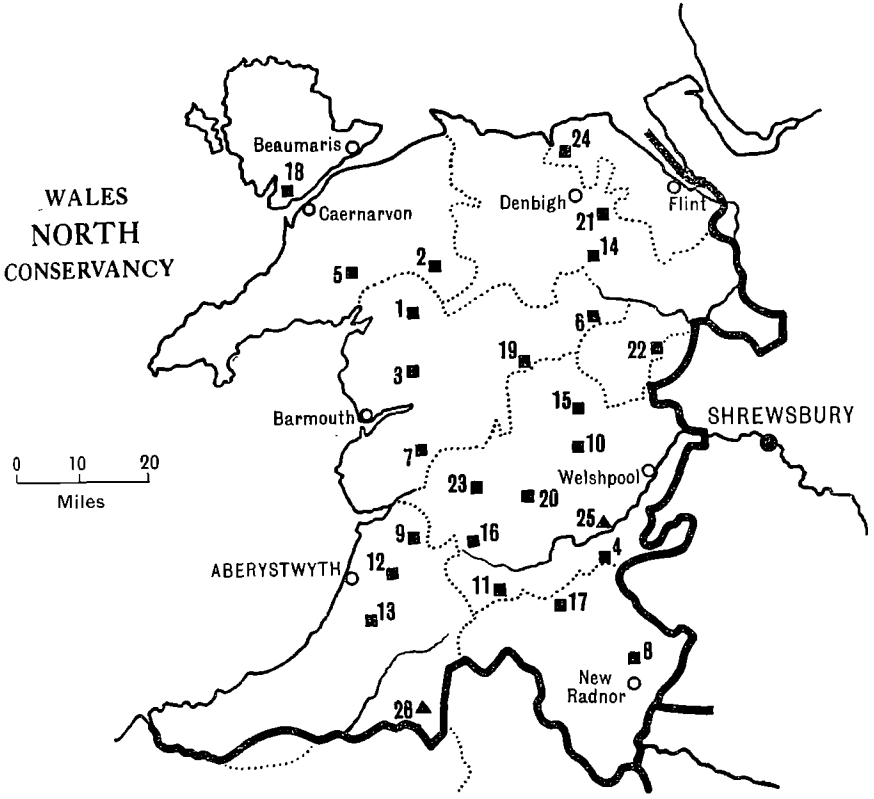 WALES
NORTH
CONSERVANCY
Beaumaris
18
Caernarvon
24
Denbigh
Flint
21
14
5
2
1
6
22
19
3
15
Barmouth
SHREWSBURY
10
7
Welshpool
0 10 20
Miles
23
20
25
9
16
4
ABERYSTWYTH
12
11
17
13
8
New
Radnor
26